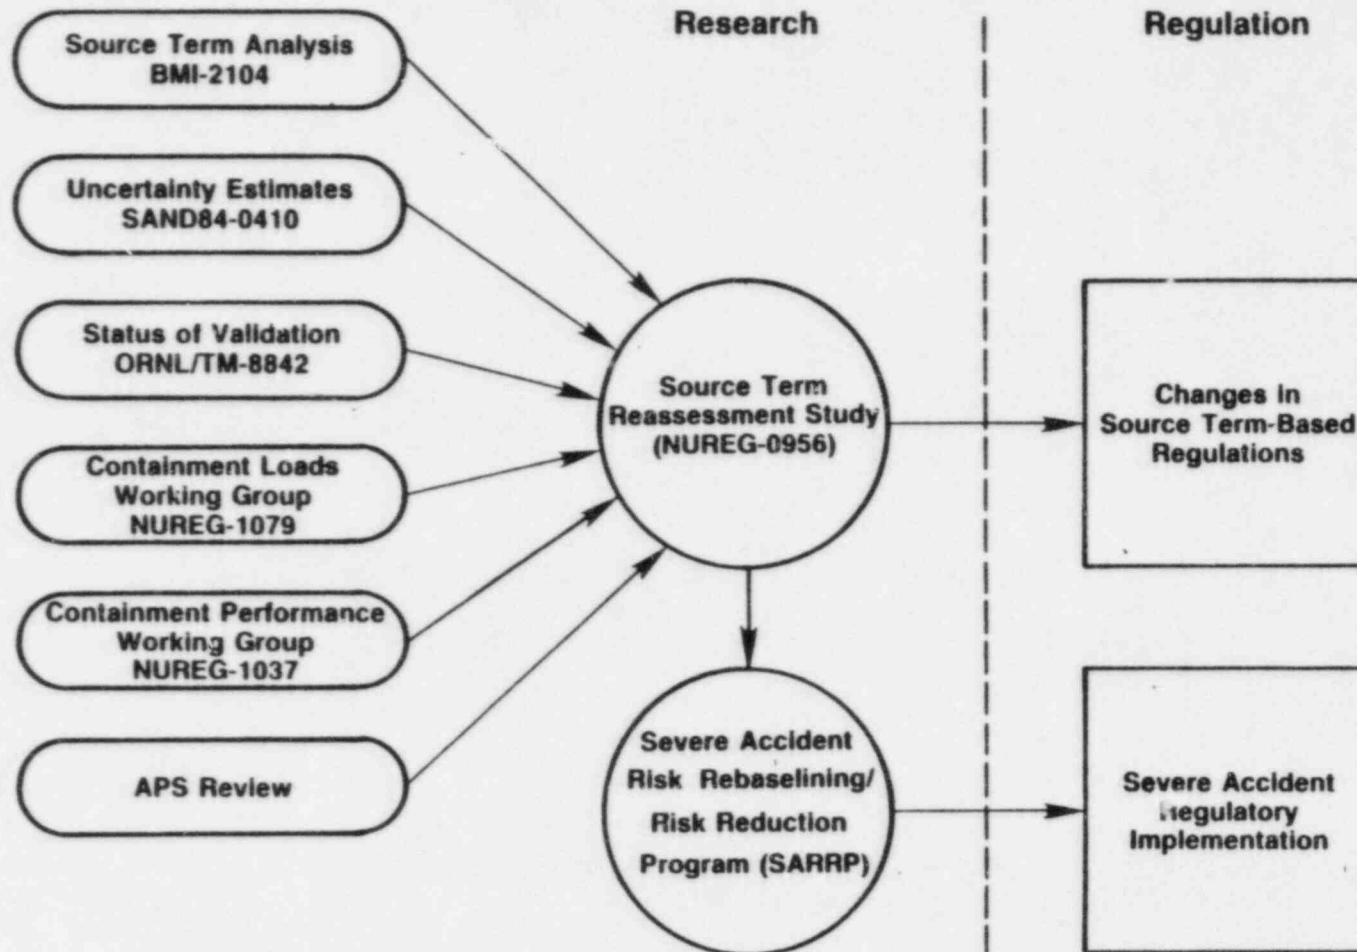 Research
Regulation
Source Term Analysis
BMI-2104
Uncertainty Estimates
SAND84-0410
Status of Validation
ORNL/TM-8842
Containment Loads
Working Group
NUREG-1079
Containment Performance
Working Group
NUREG-1037
APS Review
Source Term
Reassessment Study
(NUREG-0956)
Severe Accident
Risk Rebaselining/
Risk Reduction
Program (SARRP)
Changes in
Source Term-Based
Regulations
Severe Accident
Regulatory
Implementation